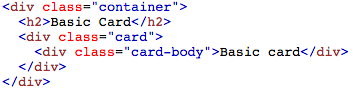 <div class="container">
  <h2>Basic Card</h2>
  <div class="card">
    <div class="card-body">Basic card</div>
  </div>
</div>